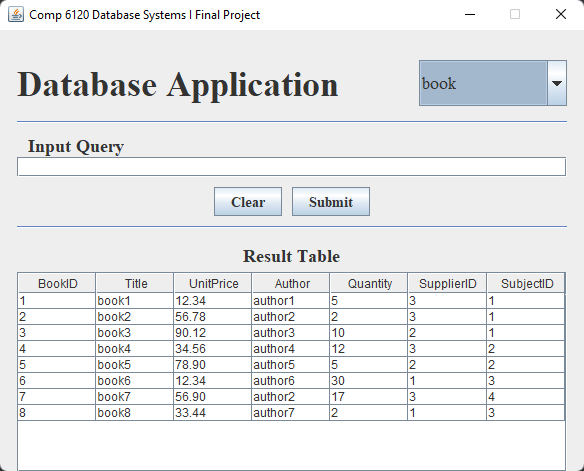 Comp 6120 Database Systems I Final Project
Database Application
book
Input Query
Clear Submit
Result Table
BookID Title UnitPrice Author Quantity SupplierID SubjectID
1 book1 12.34 author1 5 3 1
2 book2 56.78 author2 2 3 1
3 book3 90.12 author3 10 2 1
4 book4 34.56 author4 12 3 2
5 book5 78.90 author5 5 2 2
6 book6 12.34 author6 30 1 3
7 book7 56.90 author2 17 3 4
8 book8 33.44 author7 2 1 3